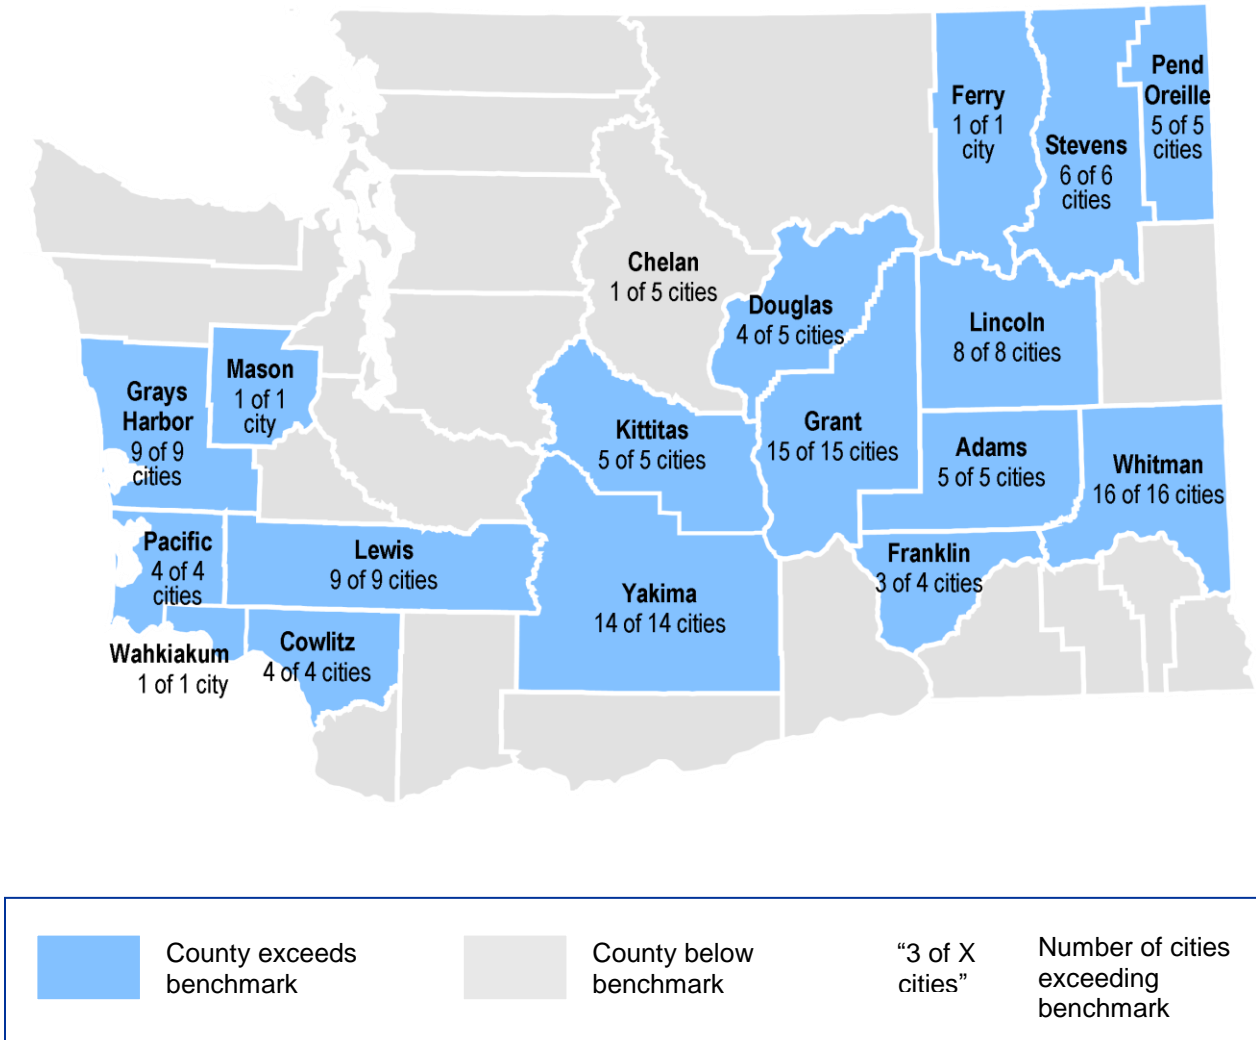 Pend
Oreille
5 of 5
cities
Ferry
1 of 1
city
Stevens
6 of 6
cities
Chelan
1 of 5 cities
Douglas
4 of 5 cities
Lincoln
8 of 8 cities
Mason
1 of 1
city
Grays
Harbor
9 of 9
cities
Kittitas
5 of 5 cities
Grant
15 of 15 cities
Adams
5 of 5 cities
Whitman
16 of 16 cities
Pacific
4 of 4
cities
Lewis
9 of 9 cities
Yakima
14 of 14 cities
Franklin
3 of 4 cities
Wahkiakum
1 of 1 city
Cowlitz
4 of 4 cities
County exceeds
benchmark
County below
benchmark
“3 of X
cities”
Number of cities
exceeding
benchmark